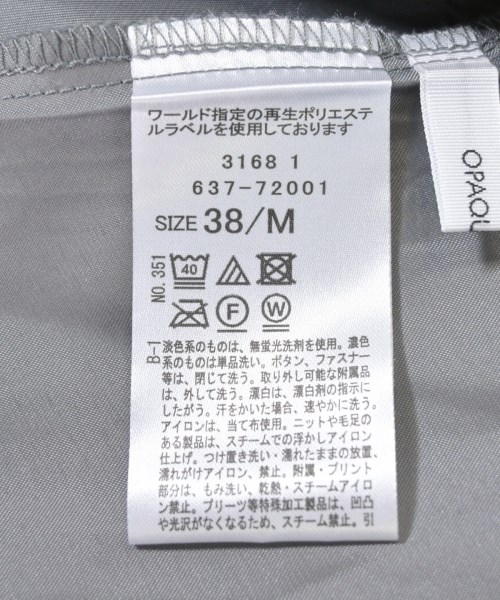 ワールド指定の再生ポリエステ
ルラベルを使用しております
3168 1
637-72001
SIZE 38/M
NO. 351
40
F
W
B-1
淡色系のものは、無蛍光洗剤を使用。濃色
系のものは単品洗い。ボタン、ファスナー
等は、閉じて洗う。取り外し可能な附属品
は、外して洗う。漂白は、漂白剤の指示に
したがう。汗をかいた場合、速やかに洗う。
アイロンは、当て布使用。ニットや毛足の
ある製品は、スチームでの浮かしアイロン
仕上げ。つけ置き洗い・濡れたままの放置、
濡れがけアイロン、禁止。附属・プリント
部分は、もみ洗い、乾熱・スチームアイロ
ン禁止。プリーツ等特殊加工製品は、凹凸
や光沢がなくなるため、スチーム禁止。引
OPAQU